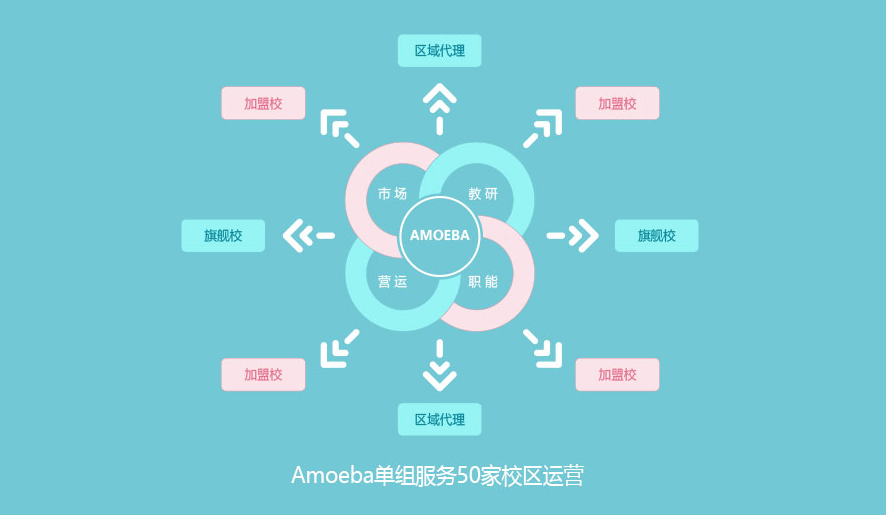 区域代理
加盟校
加盟校
市场
教研
旗舰校
AMOEBA
旗舰校
营运
职能
加盟校
加盟校
区域代理
Amoeba单组服务50家校区运营